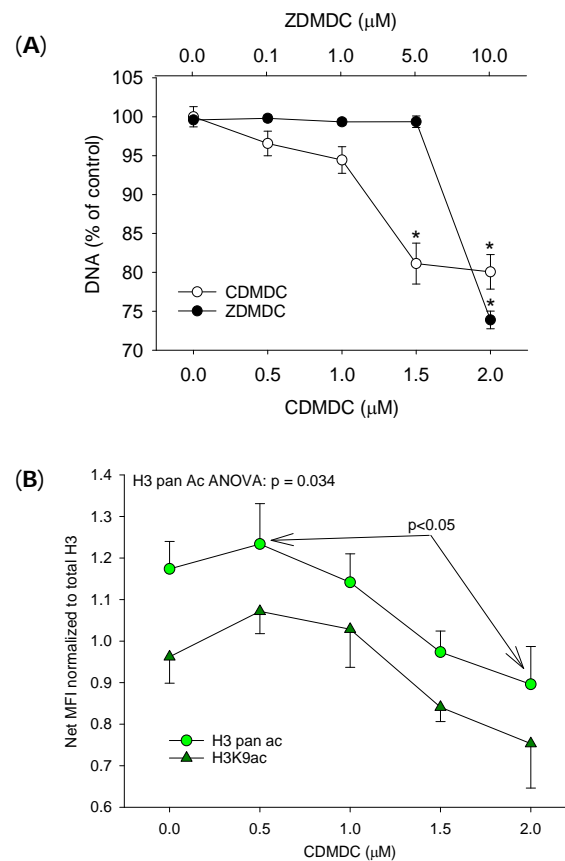 (A)
ZDMDC (μM)
0.0 0.1 1.0 5.0 10.0
105
100
95
90
85
80
75
70
DNA (% of control)
*
*
*
CDMDC
ZDMDC
0.0 0.5 1.0 1.5 2.0
CDMDC (μM)
(B)
H3 pan Ac ANOVA: p = 0.034
p<0.05
1.4
1.3
1.2
1.1
1.0
0.9
0.8
0.7
0.6
Net MFI normalized to total H3
H3 pan ac
H3K9ac
0.0 0.5 1.0 1.5 2.0
CDMDC (μM)